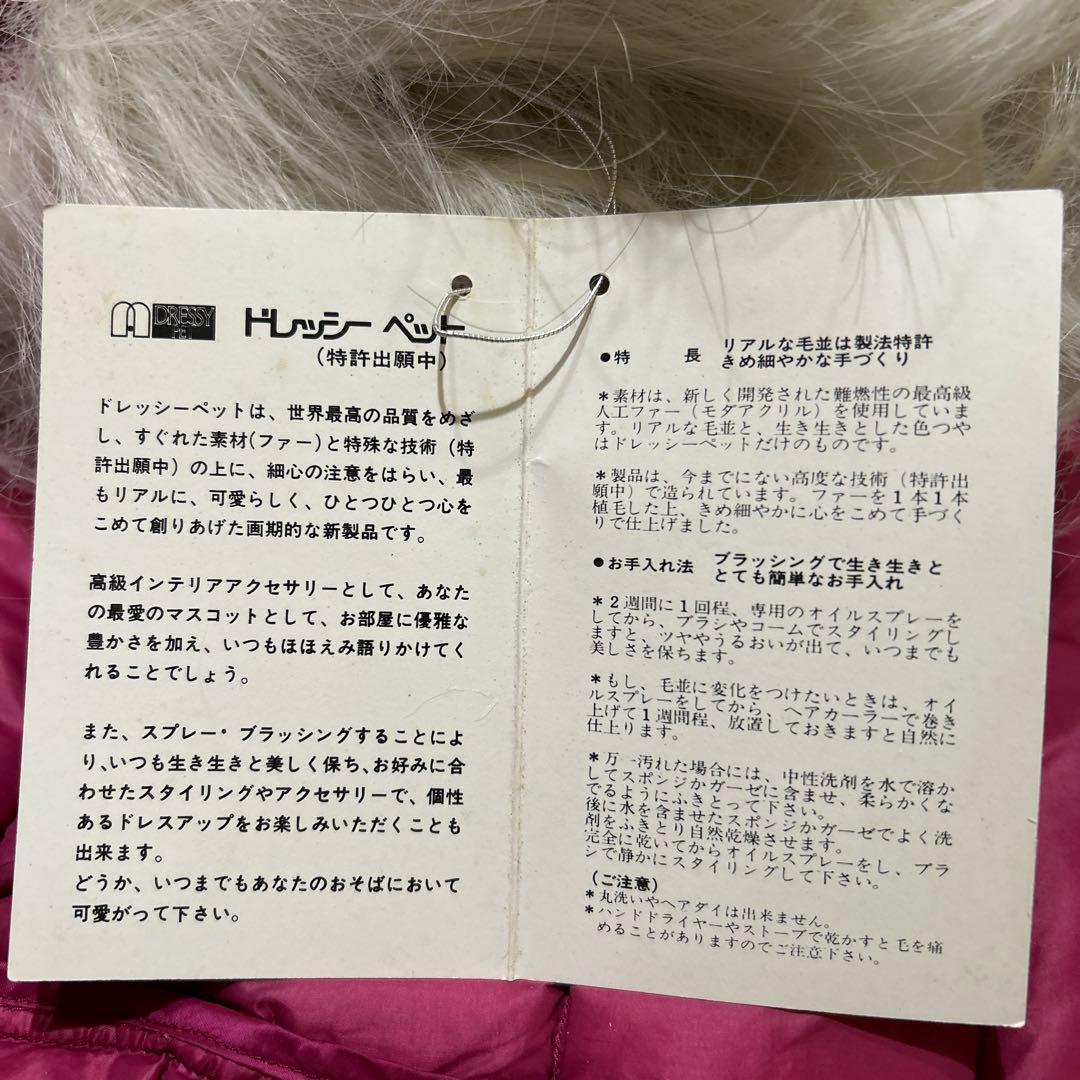 DRESSY
PET
ドレッシー ペット
(特許出願中)
ドレッシーペットは、世界最高の品質をめざ
し、すぐれた素材(ファー)と特殊な技術(特
許出願中)の上に、細心の注意をはらい、最
もリアルに、可愛らしく、ひとつひとつ心を
こめて創りあげた画期的な新製品です。
高級インテリアアクセサリーとして、あなた
の最愛のマスコットとして、お部屋に優雅な
豊かさを加え、いつもほほえみ語りかけてく
れることでしょう。
また、スプレー・ブラッシングすることによ
り、いつも生き生きと美しく保ち、お好みに合
わせたスタイリングやアクセサリーで、個性
あるドレスアップをお楽しみいただくことも
出来ます。
どうか、いつまでもあなたのおそばにおいて
可愛がって下さい。
●特 長 リアルな毛並は製法特許
きめ細やかな手づくり
*素材は、新しく開発された難燃性の最高級
人工ファー(モダアクリル)を使用していま
す。リアルな毛並と、生き生きとした色つや
はドレッシーペットだけのものです。
*製品は、今までにない高度な技術(特許出
願中)で造られています。ファーを1本1本
植毛した上、きめ細やかに心をこめて手づく
りで仕上げました。
●お手入れ法 ブラッシングで生き生きと
とても簡単なお手入れ
*2週間に1回程、専用のオイルスプレーを
してから、ブラシやコームでスタイリングし
ますと、ツヤやうるおいが出て、いつまでも
美しさを保ちます。
*もし、毛並に変化をつけたいときは、オイ
ルスプレーをしてから、ヘアカーラーで巻き
上げて1週間程、放置しておきますと自然に
仕上ります。
*万一汚れた場合には、中性洗剤を水で溶か
してスポンジかガーゼに含ませ、柔らかくな
でるようにふきとって下さい。
後に水を含ませたスポンジかガーゼでよく洗
剤をふきとり自然乾燥させます。
完全に乾いてからオイルスプレーをし、ブラ
シで静かにスタイリングして下さい。
(ご注意)
*丸洗いやヘアダイは出来ません。
*ハンドドライヤーやストーブで乾かすと毛を痛
めることがありますのでご注意下さい。